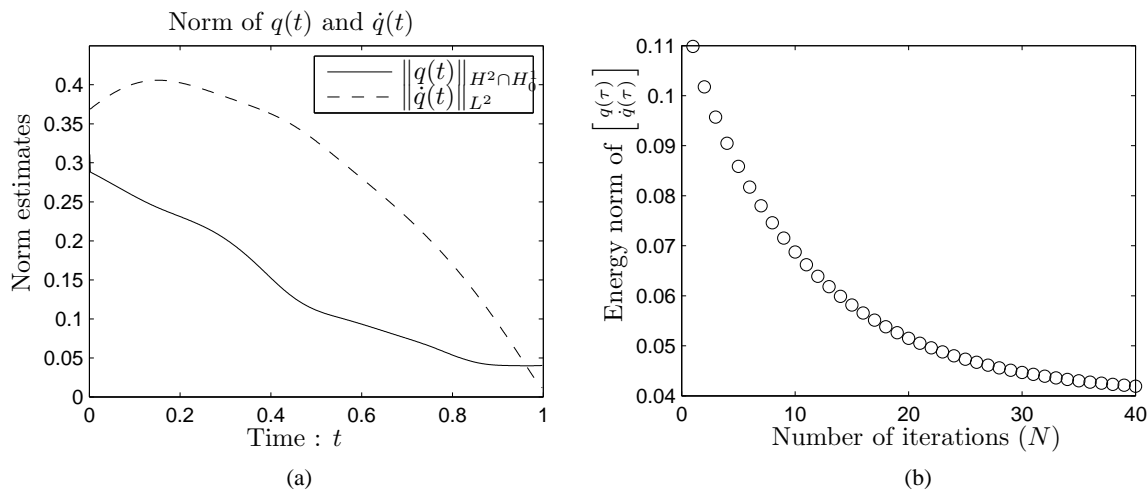 Norm of q(t) and q̇(t)
Norm estimates
0.4
0.35
0.3
0.25
0.2
0.15
0.1
0.05
0
‖q(t)‖_{H²∩H¹₀}
‖q̇(t)‖_{L²}
0 0.2 0.4 0.6 0.8 1
Time : t
(a)
Energy norm of [q(τ) q̇(τ)]
0.11
0.1
0.09
0.08
0.07
0.06
0.05
0.04
0 10 20 30 40
Number of iterations (N)
(b)